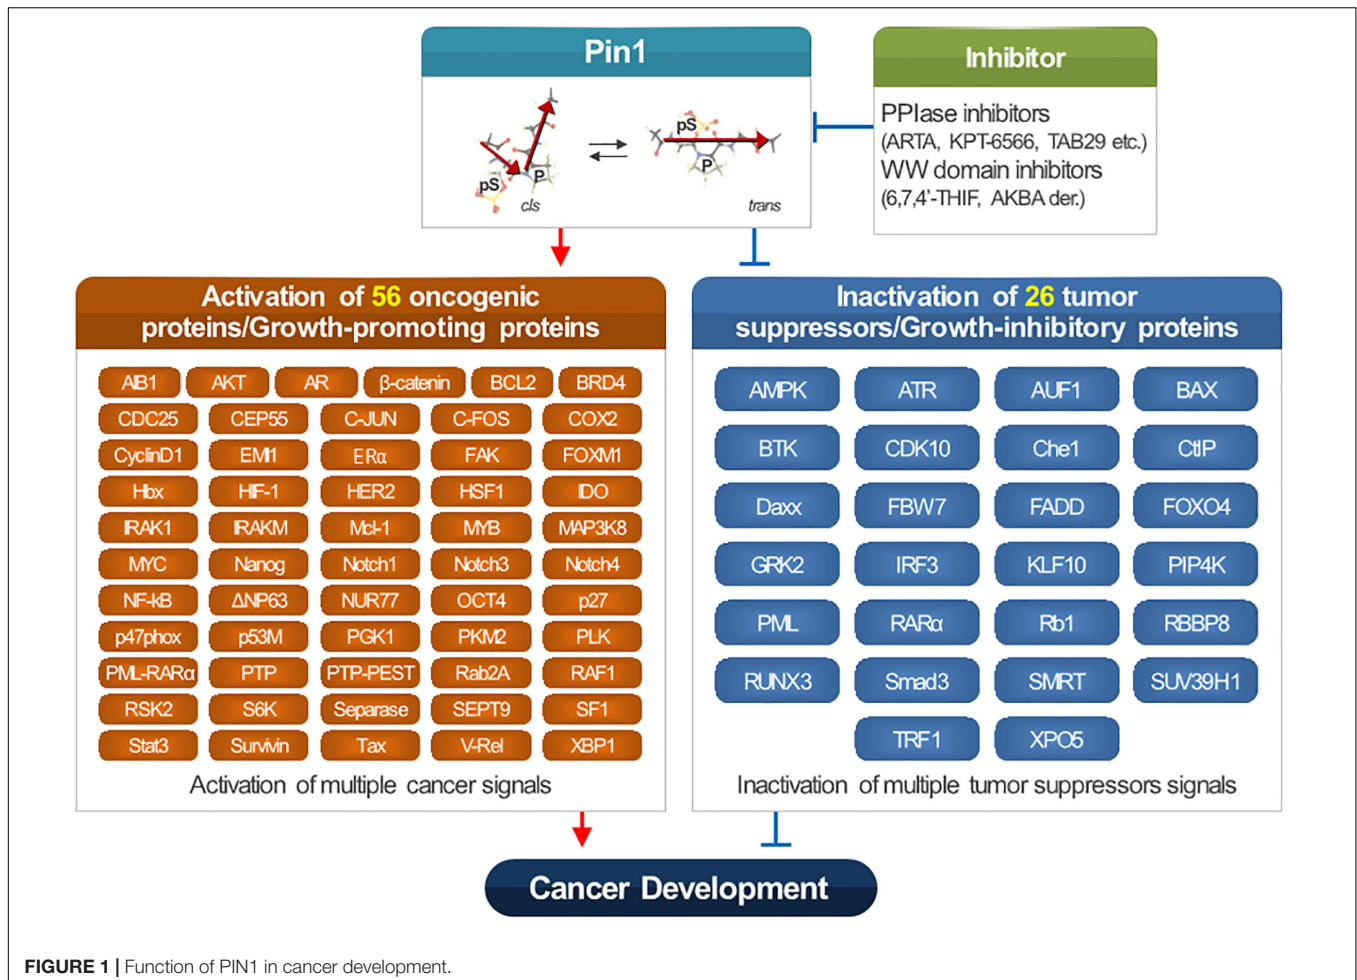 Pin1
pS
P
cis
pS
P
trans
Inhibitor
PPIase inhibitors
(ARTA, KPT-6566, TAB29 etc.)
WW domain inhibitors
(6,7,4’-THIF, AKBA der.)
Activation of 56 oncogenic
proteins/Growth-promoting proteins
AIB1 AKT AR β-catenin BCL2 BRD4
CDC25 CEP55 C-JUN C-FOS COX2
CyclinD1 EMI1 ERα FAK FOXM1
Hbx HIF-1 HER2 HSF1 IDO
IRAK1 IRAKM Mcl-1 MYB MAP3K8
MYC Nanog Notch1 Notch3 Notch4
NF-kB ΔNP63 NUR77 OCT4 p27
p47phox p53M PGK1 PKM2 PLK
PML-RARα PTP PTP-PEST Rab2A RAF1
RSK2 S6K Separase SEPT9 SF1
Stat3 Survivin Tax V-Rel XBP1
Activation of multiple cancer signals
Inactivation of 26 tumor
suppressors/Growth-inhibitory proteins
AMPK ATR AUF1 BAX
BTK CDK10 Che1 CtIP
Daxx FBW7 FADD FOXO4
GRK2 IRF3 KLF10 PIP4K
PML RARα Rb1 RBBP8
RUNX3 Smad3 SMRT SUV39H1
TRF1 XPO5
Inactivation of multiple tumor suppressors signals
Cancer Development
FIGURE 1 | Function of PIN1 in cancer development.